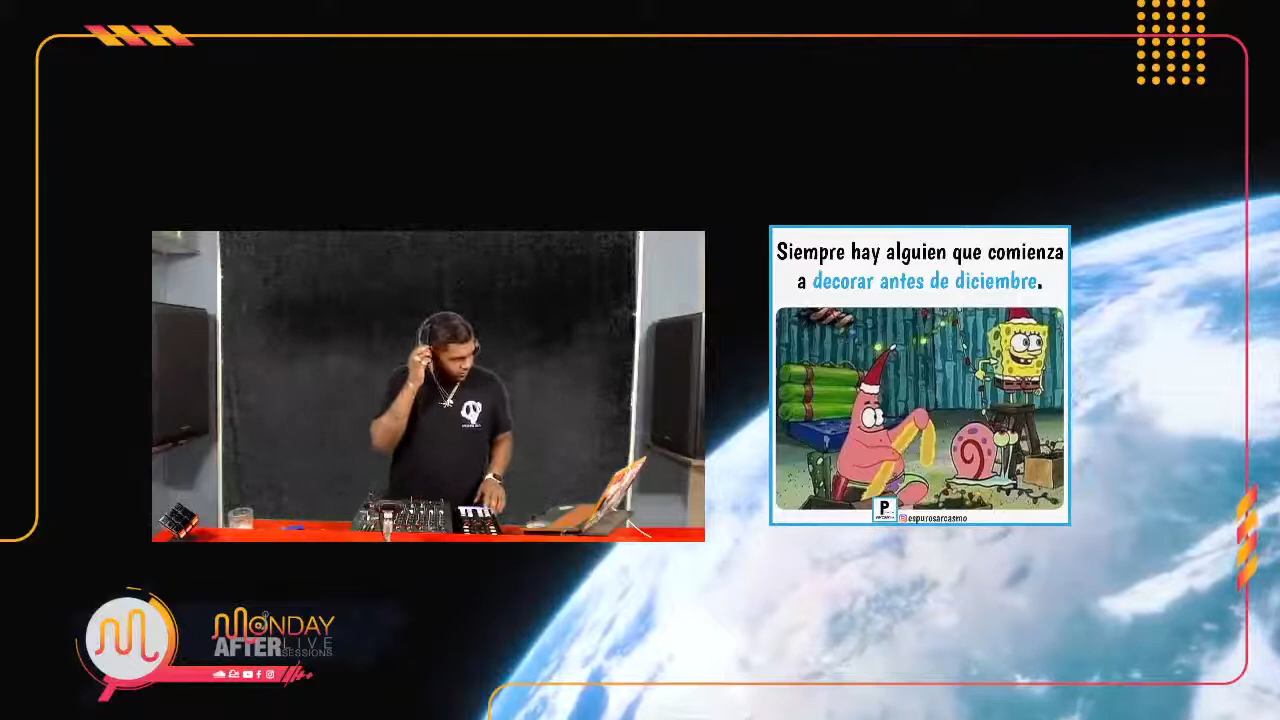 Siempre hay alguien que comienza
a decorar antes de diciembre.
P
espurosarcasmo
MONDAY
AFTER LIVE
SESSIONS